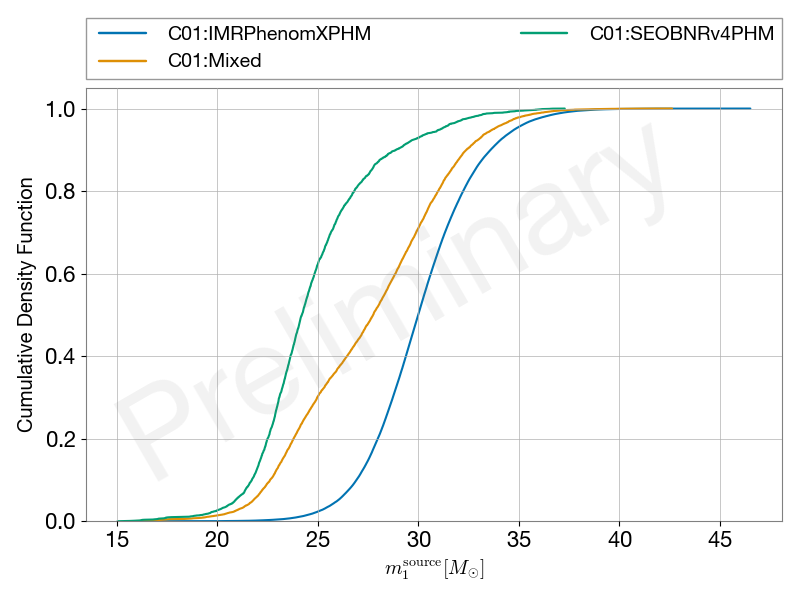 C01:IMRPhenomXPHM
C01:Mixed
C01:SEOBNRv4PHM
1.0
0.8
0.6
0.4
0.2
0.0
Cumulative Density Function
Preliminary
15 20 25 30 35 40 45
m₁^source [M⊙]